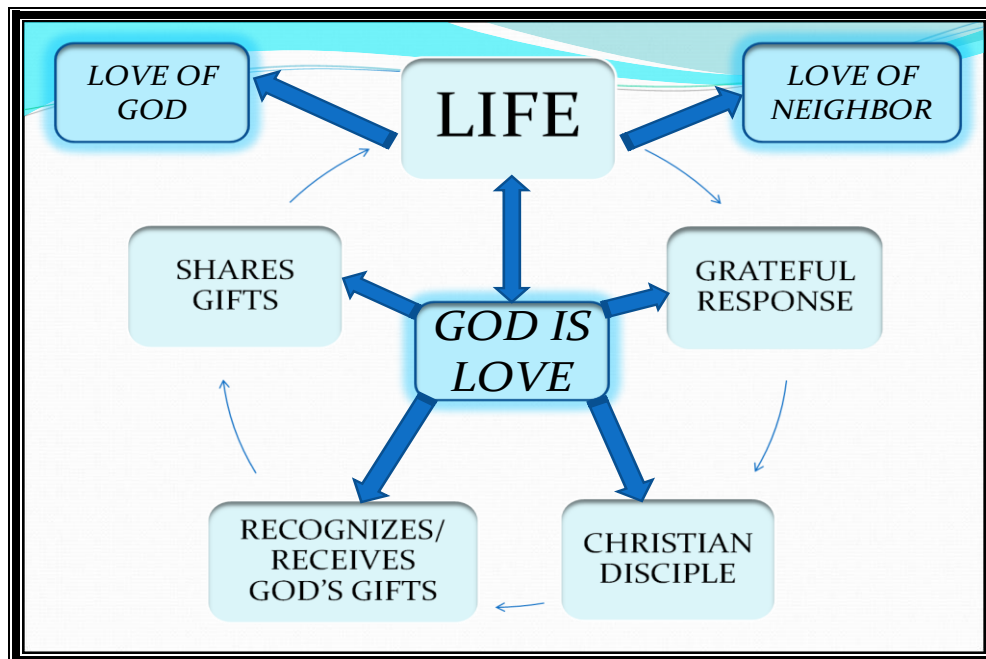 LOVE OF
GOD
LIFE
LOVE OF
NEIGHBOR
SHARES
GIFTS
GRATEFUL
RESPONSE
GOD IS
LOVE
RECOGNIZES/
RECEIVES
GOD'S GIFTS
CHRISTIAN
DISCIPLE